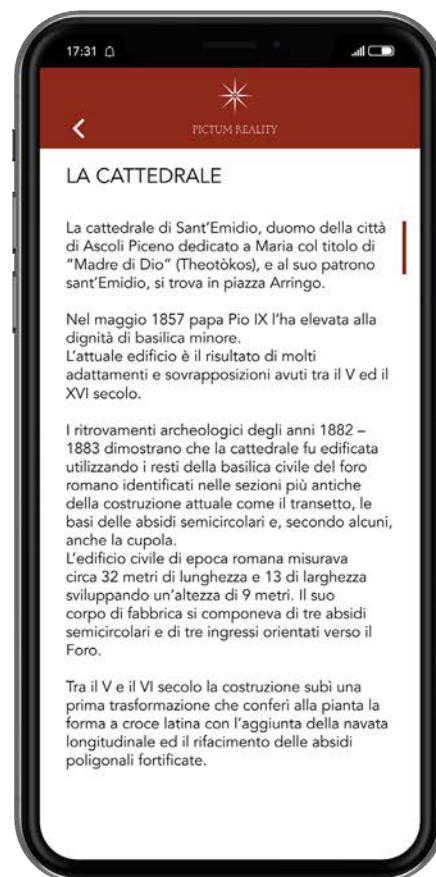 17:31
PICTUM REALITY
LA CATTEDRALE
La cattedrale di Sant'Emidio, duomo della città
di Ascoli Piceno dedicato a Maria col titolo di
"Madre di Dio" (Theotòkos), e al suo patrono
sant'Emidio, si trova in piazza Arringo.
Nel maggio 1857 papa Pio IX l'ha elevata alla
dignità di basilica minore.
L'attuale edificio è il risultato di molti
adattamenti e sovrapposizioni avuti tra il V ed il
XVI secolo.
I ritrovamenti archeologici degli anni 1882 –
1883 dimostrano che la cattedrale fu edificata
utilizzando i resti della basilica civile del foro
romano identificati nelle sezioni più antiche
della costruzione attuale come il transetto, le
basi delle absidi semicircolari e, secondo alcuni,
anche la cupola.
L'edificio civile di epoca romana misurava
circa 32 metri di lunghezza e 13 di larghezza
sviluppando un'altezza di 9 metri. Il suo
corpo di fabbrica si componeva di tre absidi
semicircolari e di tre ingressi orientati verso il
Foro.
Tra il V e il VI secolo la costruzione subì una
prima trasformazione che conferì alla pianta la
forma a croce latina con l'aggiunta della navata
longitudinale ed il rifacimento delle absidi
poligonali fortificate.